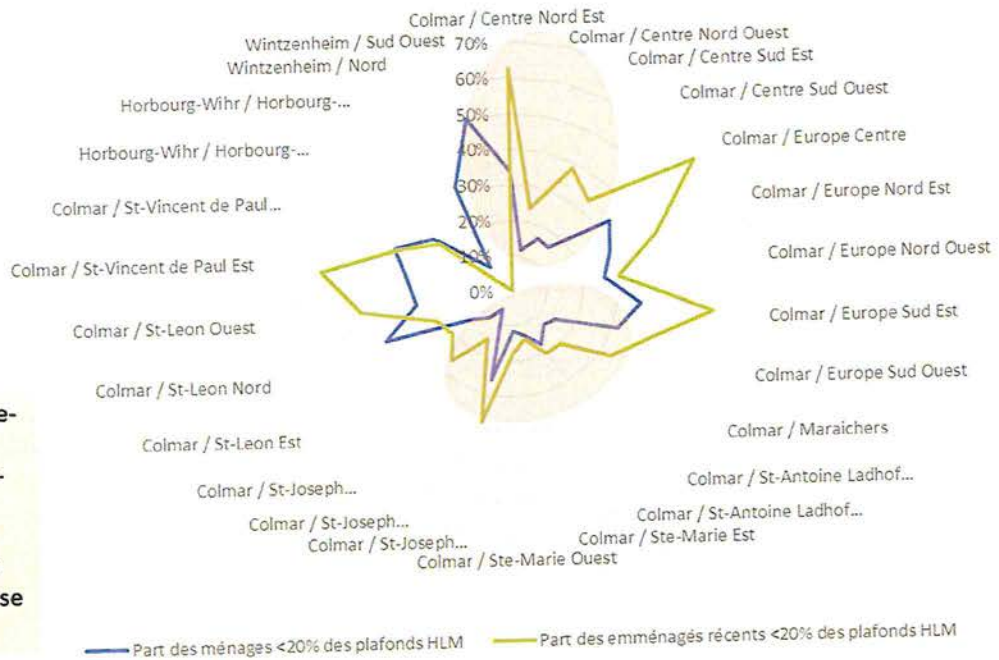 Colmar / Centre Nord Est
Colmar / Centre Nord Ouest
Colmar / Centre Sud Est
Colmar / Centre Sud Ouest
Colmar / Europe Centre
Colmar / Europe Nord Est
Colmar / Europe Nord Ouest
Colmar / Europe Sud Est
Colmar / Europe Sud Ouest
Colmar / Maraichers
Colmar / St-Antoine Ladhof...
Colmar / St-Antoine Ladhof...
Colmar / Ste-Marie Est
Colmar / Ste-Marie Ouest
Colmar / St-Joseph...
Colmar / St-Joseph...
Colmar / St-Joseph...
Colmar / St-Leon Est
Colmar / St-Leon Nord
Colmar / St-Leon Ouest
Colmar / St-Vincent de Paul Est
Colmar / St-Vincent de Paul...
Horbourg-Wihr / Horbourg-...
Horbourg-Wihr / Horbourg-...
Wintzenheim / Nord
Wintzenheim / Sud Ouest
70%
60%
50%
40%
30%
20%
10%
0%
e-
-
se
Part des ménages <20% des plafonds HLM
Part des emménagés récents <20% des plafonds HLM